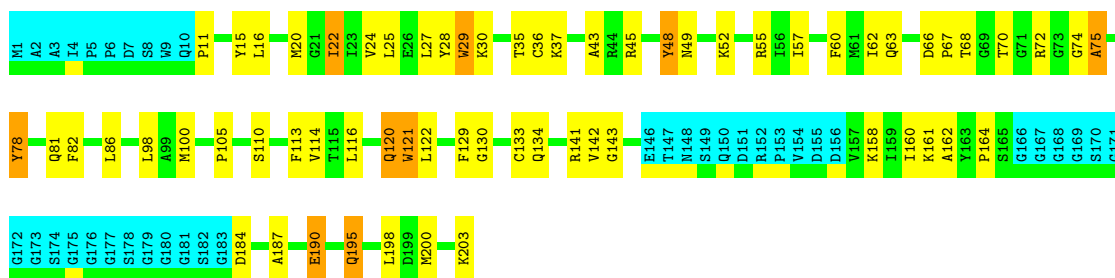 M1 A2 A3 I4 P5 P6 D7 S8 W9 Q10 P11 Y15 L16 M20 G21 I22 I23 V24 L25 E26 L27 Y28 W29 K30 T35 C36 K37 A43 R44 R45 Y48 N49 K52 R55 I56 I57 F60 M61 I62 Q63 D66 P67 T68 G69 T70 G71 R72 G73 G74 A75
Y78 Q81 F82 L86 L98 A99 M100 P105 S110 F113 V114 T115 L116 Q120 W121 L122 F129 G130 C133 Q134 R141 V142 G143 E146 T147 N148 S149 Q150 D151 R152 P153 V154 D155 D156 V157 K158 I159 I160 K161 A162 Y163 P164 S165 G166 G167 G168 G169 S170 G171
G172 G173 S174 G175 G176 G177 S178 G179 G180 G181 S182 G183 D184 A187 E190 Q195 L198 D199 M200 K203